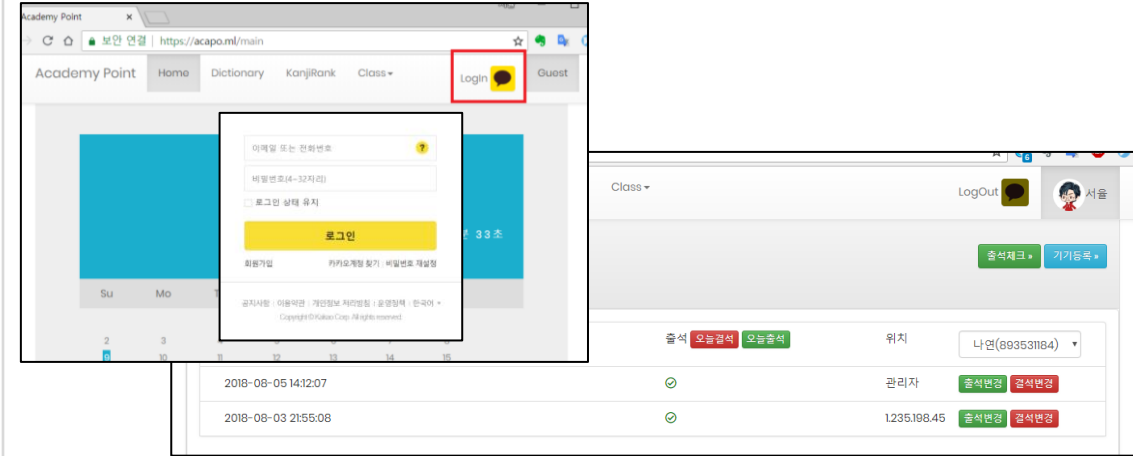 Academy Point
보안 연결 | https://acapo.ml/main
Academy Point Home Dictionary KanjiRank Class LogIn Guest
이메일 또는 전화번호 ?
비밀번호(4~32자리)
로그인 상태 유지
로그인
33초
회원가입 카카오계정 찾기 | 비밀번호 재설정
Su Mo
공지사항 | 이용약관 | 개인정보 처리방침 | 운영정책 | 한국어
Copyright © Kakao Corp. All rights reserved.
2 3
9 10 11 12 13 14 15
Class LogOut 서율
출석체크 » 기기등록 »
출석 오늘결석 오늘출석 위치 나연(893531184)
2018-08-05 14:12:07 관리자 출석변경 결석변경
2018-08-03 21:55:08 1.235.198.45 출석변경 결석변경